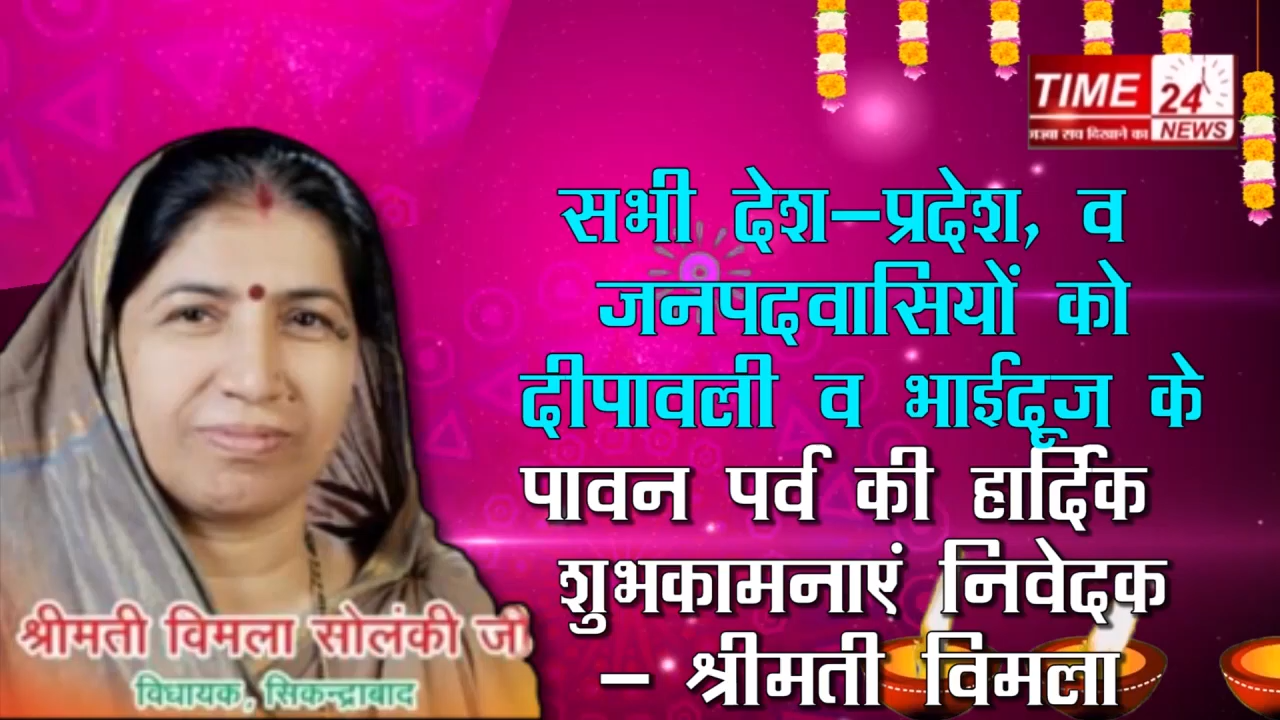 TIME 24
NEWS
सभी देश-प्रदेश, व
जनपदवासियों को
दीपावली व भाईदूज के
पावन पर्व की हार्दिक
शुभकामनाएं निवेदक
- श्रीमती विमला
श्रीमती विमला सोलंकी जी
विधायक, सिकन्द्राबाद